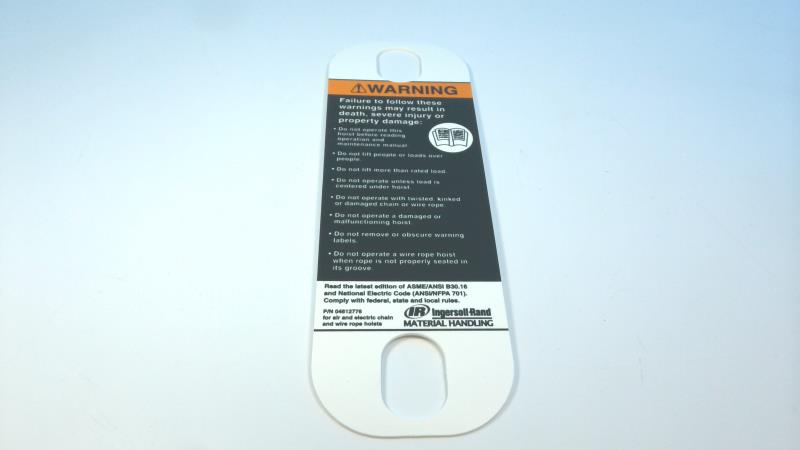 WARNING
Failure to follow these
warnings may result in
death, severe injury or
property damage:
• Do not operate this
hoist before reading
operation and
maintenance manual.
• Do not lift people or loads over
people.
• Do not lift more than rated load.
• Do not operate unless load is
centered under hoist.
• Do not operate with twisted, kinked
or damaged chain or wire rope.
• Do not operate a damaged or
malfunctioning hoist.
• Do not remove or obscure warning
labels.
• Do not operate a wire rope hoist
when rope is not properly seated in
its groove.
Read the latest edition of ASME/ANSI B30.16
and National Electric Code (ANSI/NFPA 701).
Comply with federal, state and local rules.
P/N 04612776
for air and electric chain
and wire rope hoists
IR Ingersoll-Rand
MATERIAL HANDLING